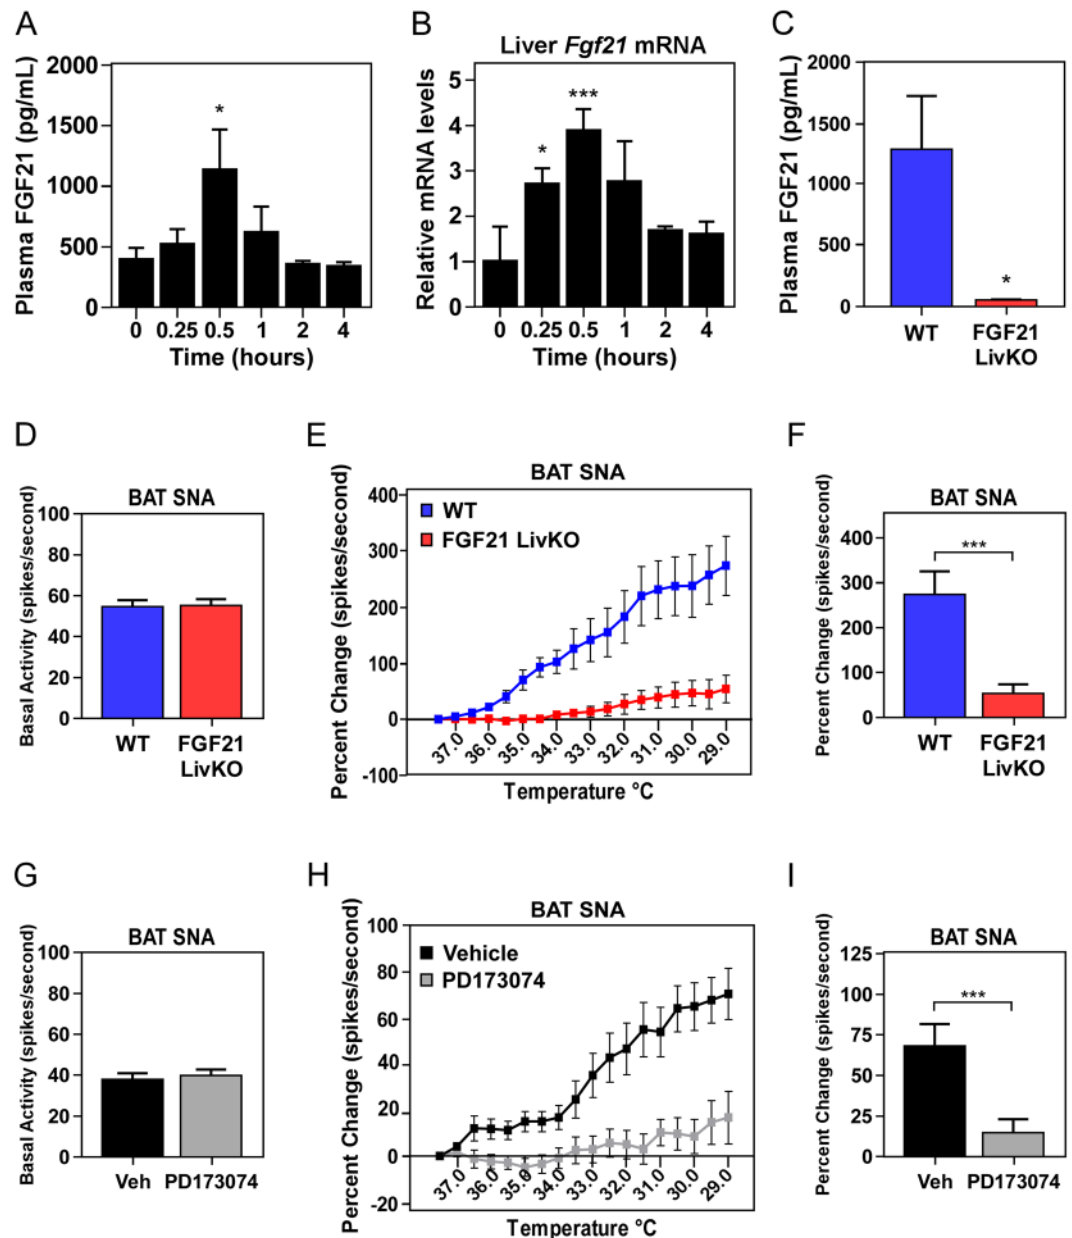 A
Plasma FGF21 (pg/mL)
2000
1500
1000
500
0
*
0 0.25 0.5 1 2 4
Time (hours)
B
Liver Fgf21 mRNA
Relative mRNA levels
5
4
3
2
1
0
*
***
0 0.25 0.5 1 2 4
Time (hours)
C
Plasma FGF21 (pg/mL)
2000
1500
1000
500
0
*
WT FGF21
LivKO
D
BAT SNA
Basal Activity (spikes/second)
100
80
60
40
20
0
WT FGF21
LivKO
E
BAT SNA
Percent Change (spikes/second)
400
300
200
100
0
-100
WT
FGF21 LivKO
37.0 36.0 35.0 34.0 33.0 32.0 31.0 30.0 29.0
Temperature °C
F
BAT SNA
Percent Change (spikes/second)
400
300
200
100
0
***
WT FGF21
LivKO
G
BAT SNA
Basal Activity (spikes/second)
100
80
60
40
20
0
Veh PD173074
H
BAT SNA
Percent Change (spikes/second)
100
80
60
40
20
0
-20
Vehicle
PD173074
37.0 36.0 35.0 34.0 33.0 32.0 31.0 30.0 29.0
Temperature °C
I
BAT SNA
Percent Change (spikes/second)
125
100
75
50
25
0
***
Veh PD173074